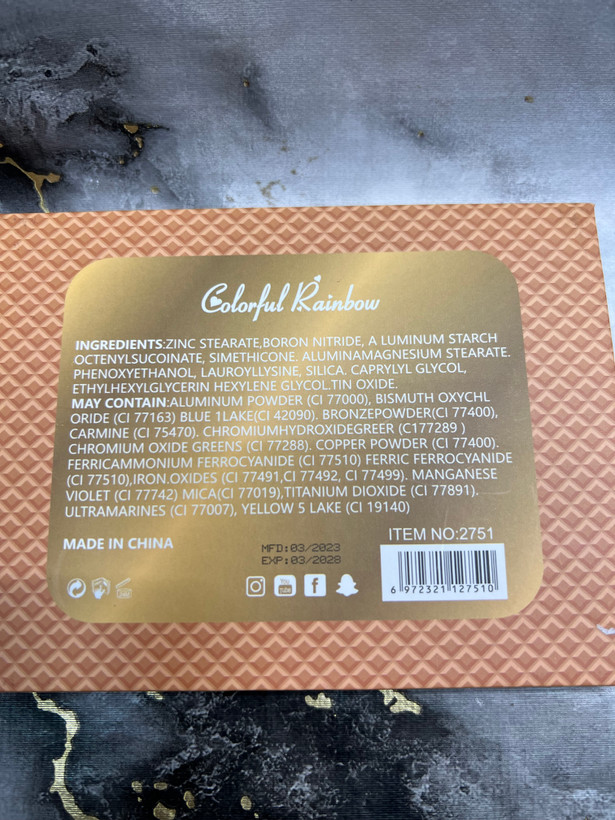 Colorful Rainbow
INGREDIENTS:ZINC STEARATE,BORON NITRIDE, A LUMINUM STARCH
OCTENYLSUCOINATE, SIMETHICONE. ALUMINAMAGNESIUM STEARATE.
PHENOXYETHANOL, LAUROYLLYSINE, SILICA. CAPRYLYL GLYCOL,
ETHYLHEXYLGLYCERIN HEXYLENE GLYCOL.TIN OXIDE.
MAY CONTAIN:ALUMINUM POWDER (CI 77000), BISMUTH OXYCHL
ORIDE (CI 77163) BLUE 1LAKE(CI 42090). BRONZEPOWDER(CI 77400),
CARMINE (CI 75470). CHROMIUMHYDROXIDEGREER (C177289 )
CHROMIUM OXIDE GREENS (CI 77288). COPPER POWDER (CI 77400).
FERRICAMMONIUM FERROCYANIDE (CI 77510) FERRIC FERROCYANIDE
(CI 77510),IRON.OXIDES (CI 77491,CI 77492, CI 77499). MANGANESE
VIOLET (CI 77742) MICA(CI 77019),TITANIUM DIOXIDE (CI 77891).
ULTRAMARINES (CI 77007), YELLOW 5 LAKE (CI 19140)
MADE IN CHINA
MFD:03/2023
EXP:03/2028
ITEM NO:2751
6 972321 127510
You